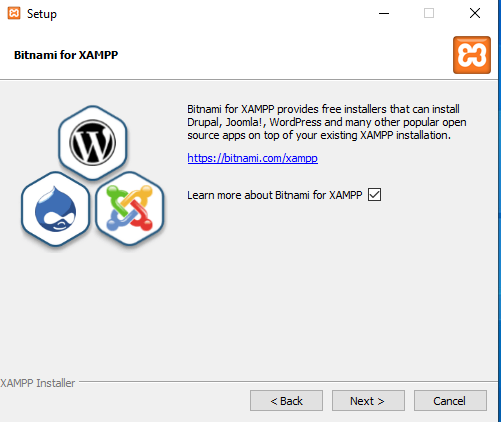 Setup
Bitnami for XAMPP
Bitnami for XAMPP provides free installers that can install
Drupal, Joomla!, WordPress and many other popular open
source apps on top of your existing XAMPP installation.
https://bitnami.com/xampp
Learn more about Bitnami for XAMPP
XAMPP Installer
< Back
Next >
Cancel